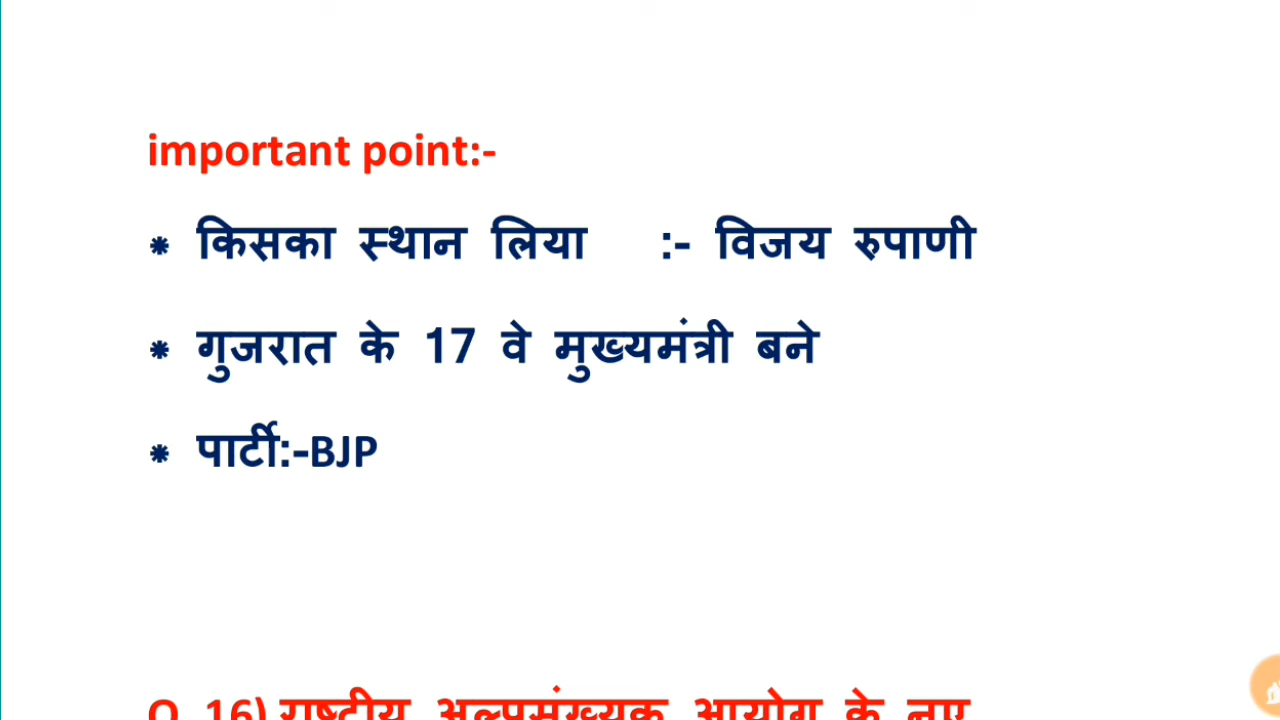 important point:-
* किसका स्थान लिया :- विजय रुपाणी
* गुजरात के 17 वे मुख्यमंत्री बने
* पार्टी:-BJP
Q 16) राष्ट्रीय अल्पसंख्यक आयोग के नए